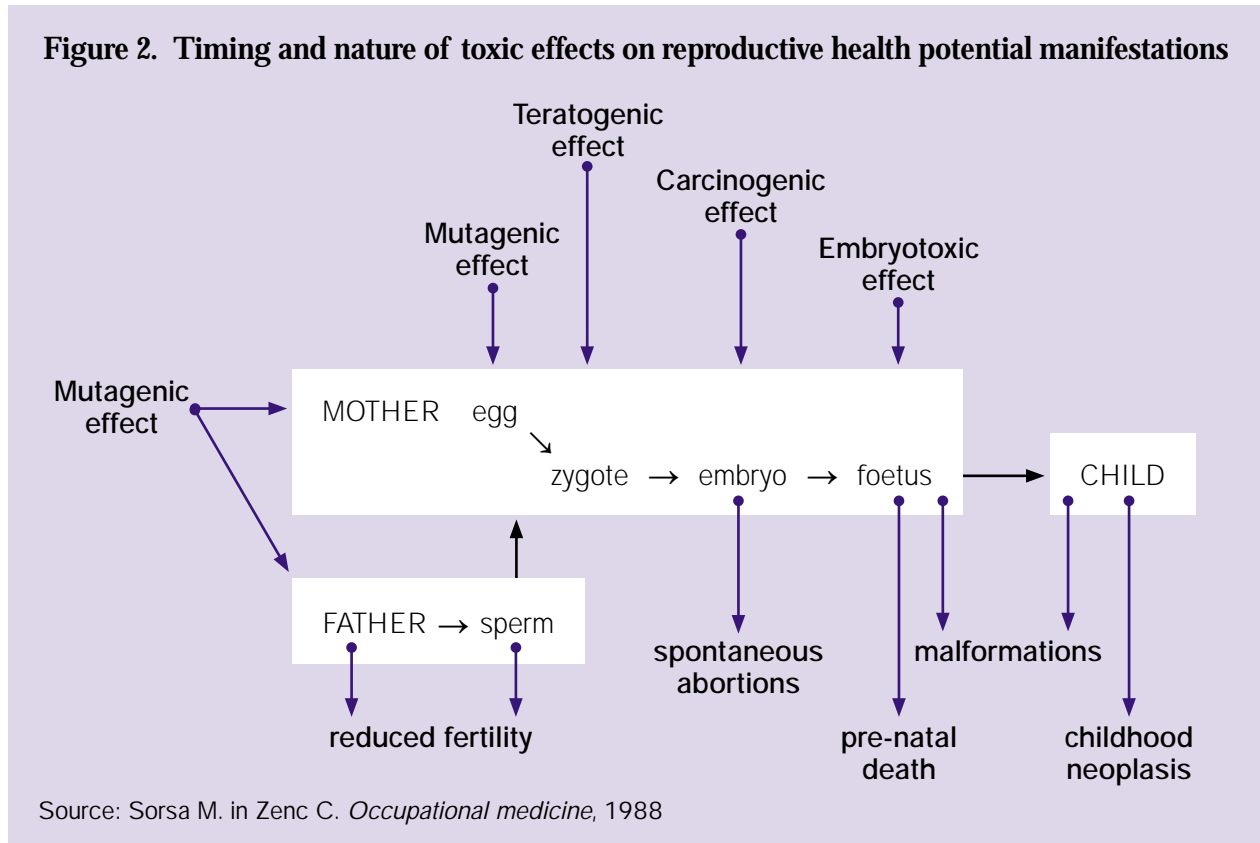 Figure 2. Timing and nature of toxic effects on reproductive health potential manifestations
Teratogenic
effect
Carcinogenic
effect
Mutagenic
effect
Embryotoxic
effect
Mutagenic
effect
MOTHER egg
↘
zygote → embryo → foetus
CHILD
FATHER → sperm
spontaneous
abortions
malformations
reduced fertility
pre-natal
death
childhood
neoplasis
Source: Sorsa M. in Zenc C. Occupational medicine, 1988